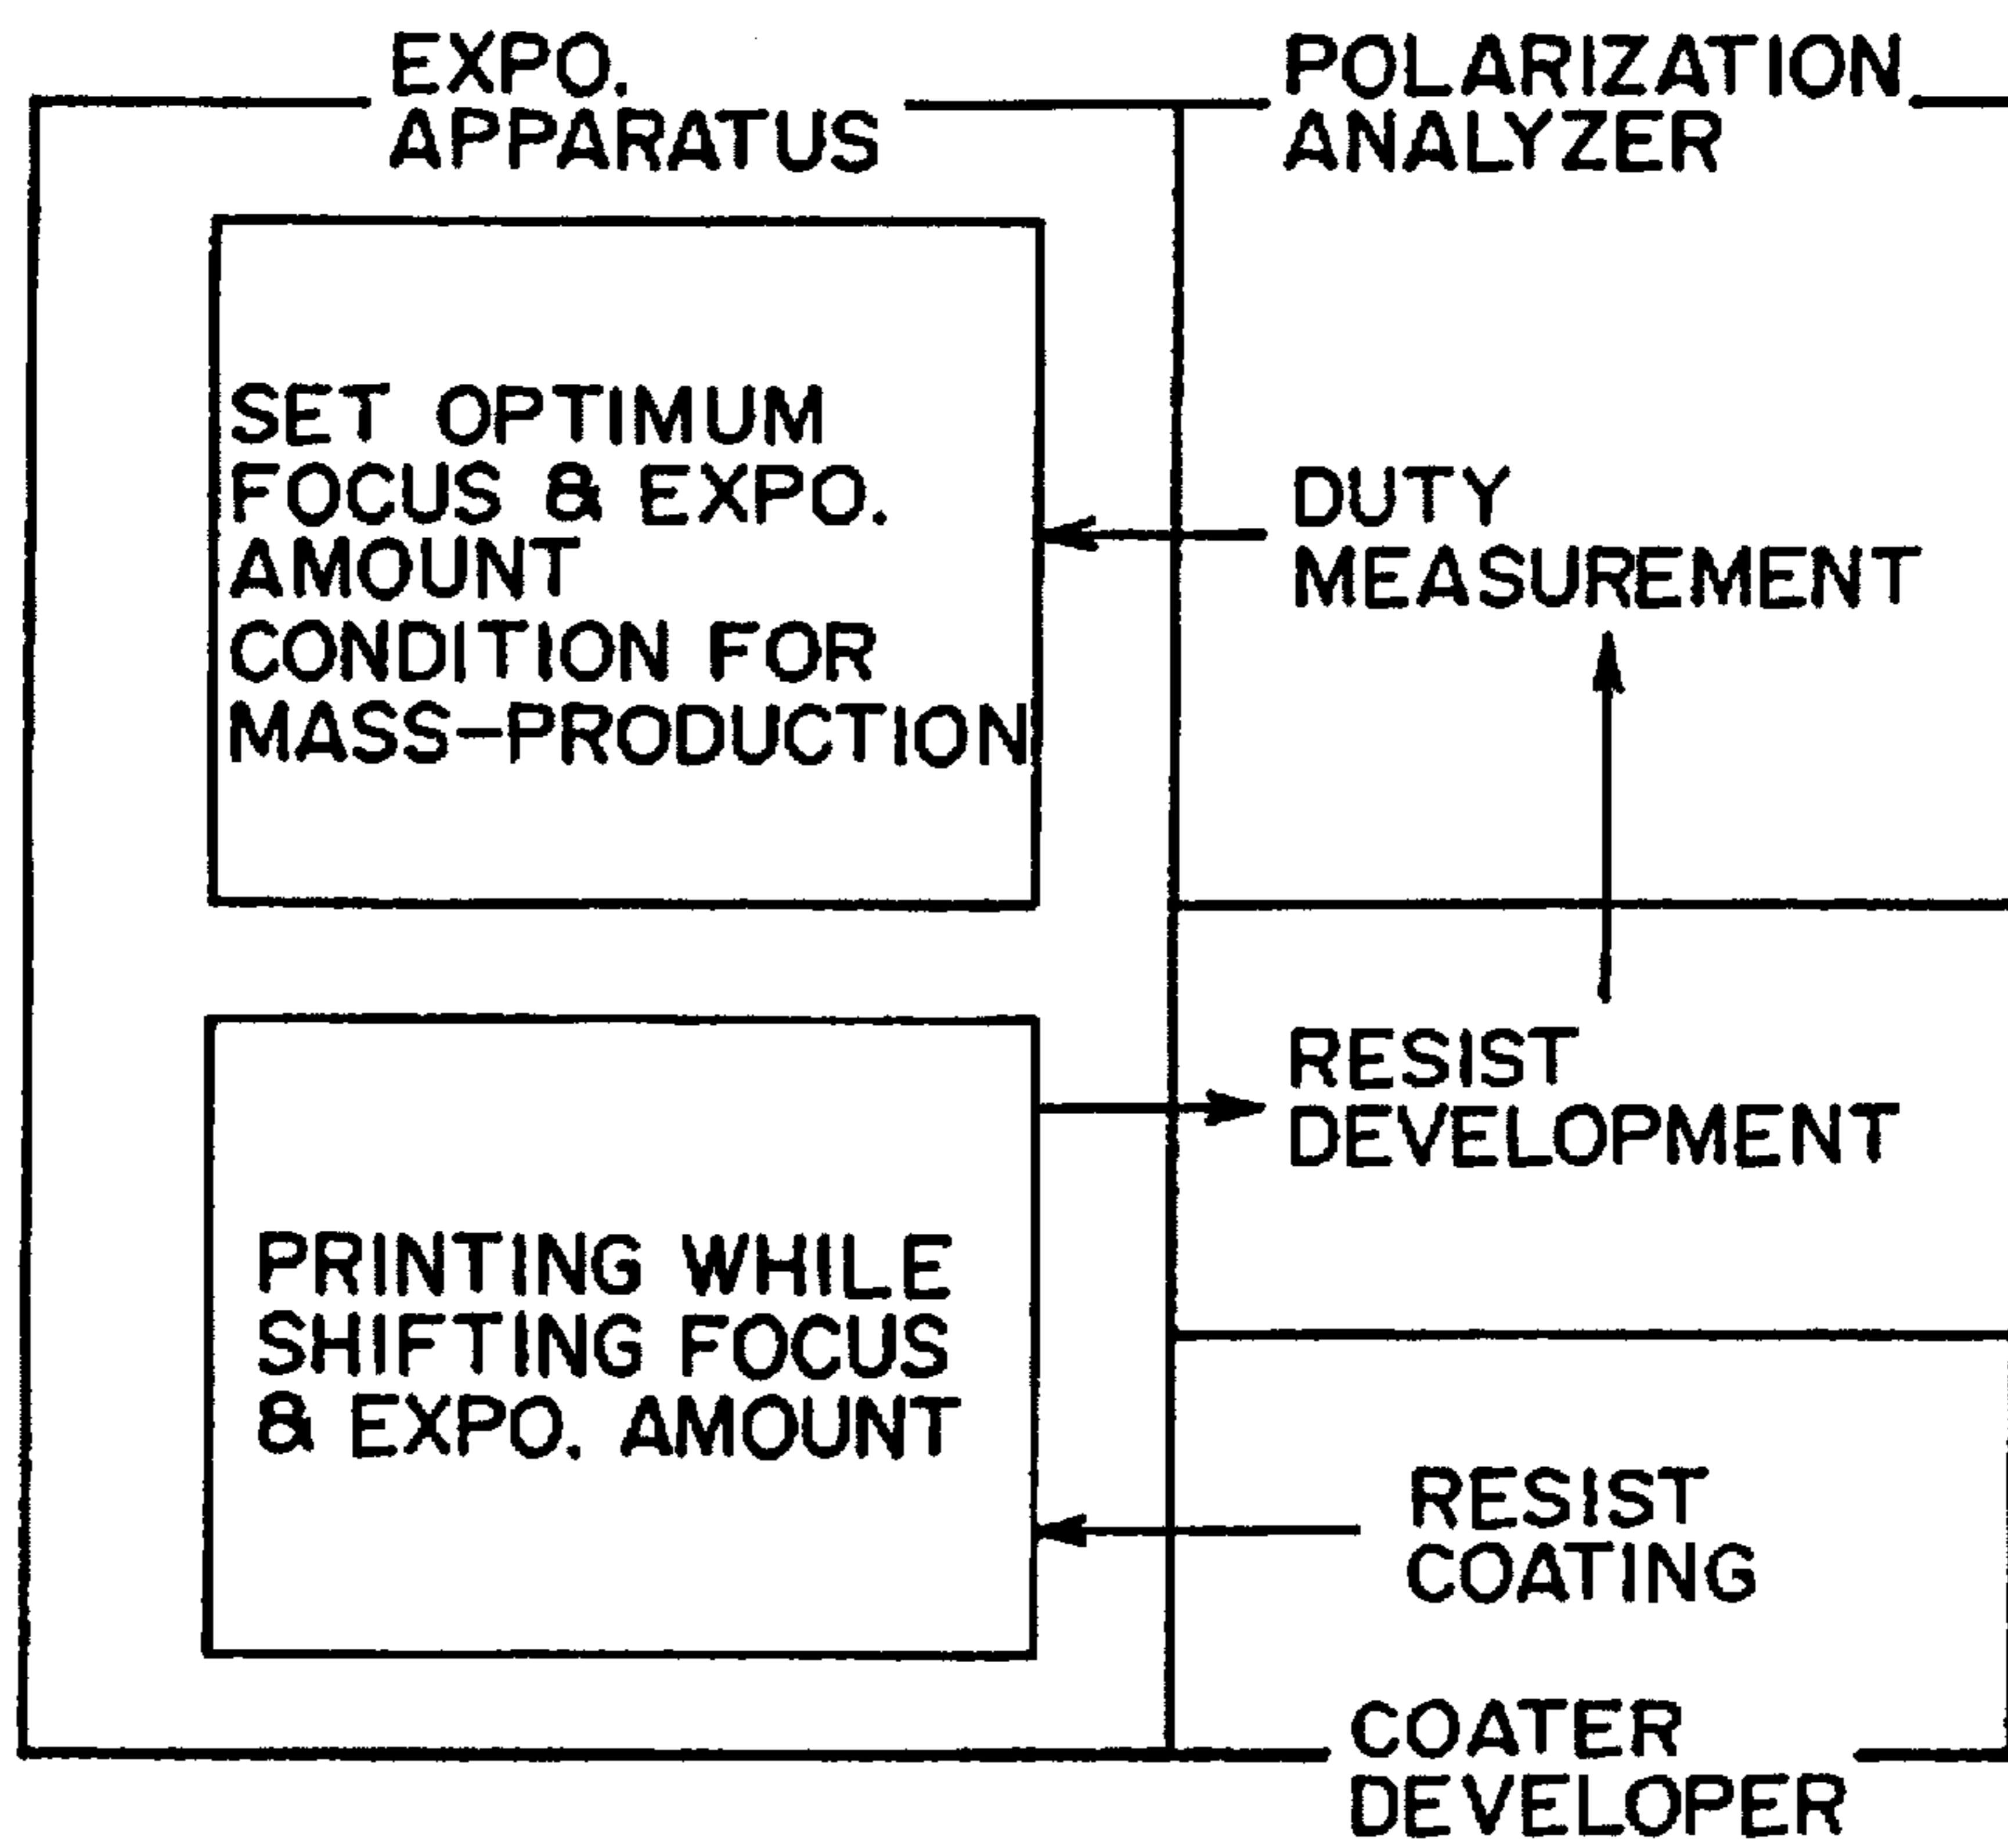 EXPO.
APPARATUS
POLARIZATION
ANALYZER
SET OPTIMUM
FOCUS & EXPO.
AMOUNT
CONDITION FOR
MASS-PRODUCTION
DUTY
MEASUREMENT
RESIST
DEVELOPMENT
PRINTING WHILE
SHIFTING FOCUS
& EXPO. AMOUNT
RESIST
COATING
COATER
DEVELOPER